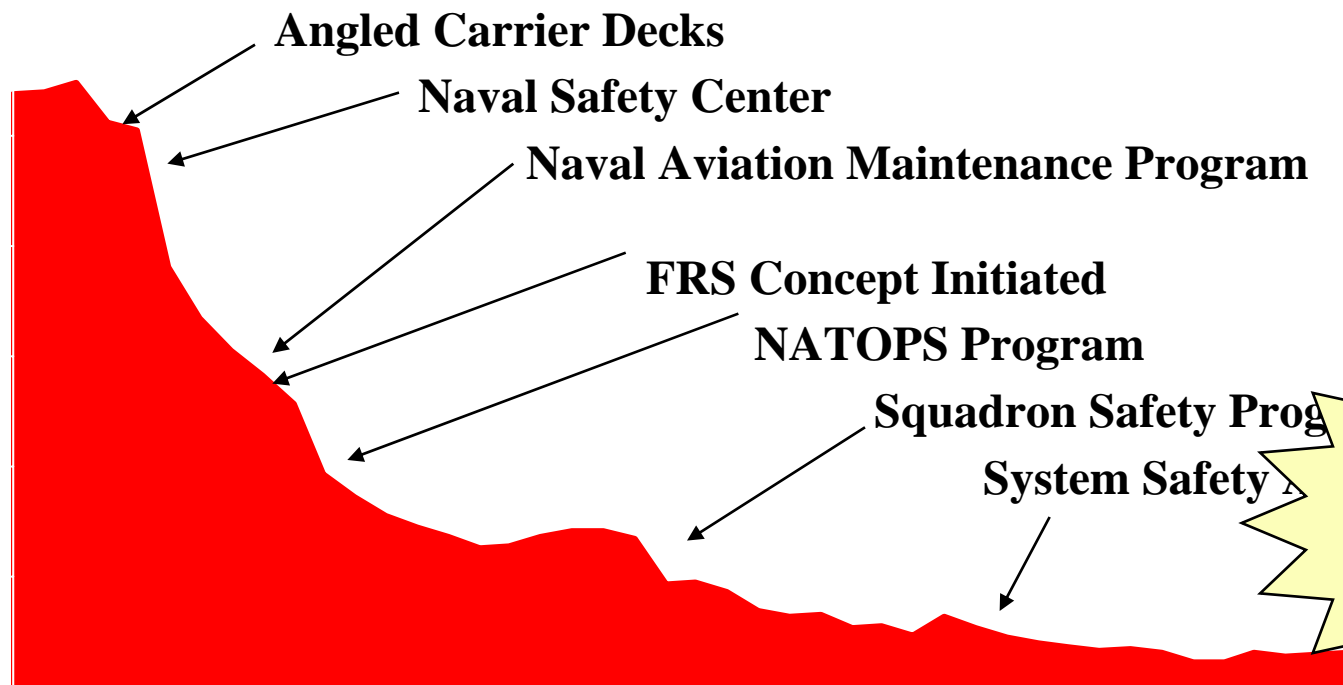 Angled Carrier Decks
Naval Safety Center
Naval Aviation Maintenance Program
FRS Concept Initiated
NATOPS Program
Squadron Safety
System Safety